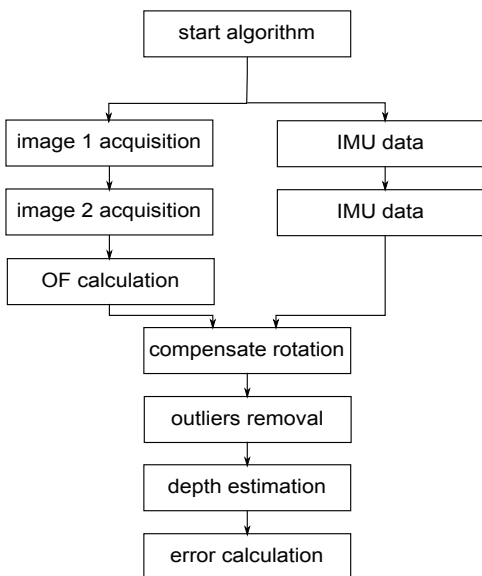 start algorithm
image 1 acquisition
IMU data
image 2 acquisition
IMU data
OF calculation
compensate rotation
outliers removal
depth estimation
error calculation